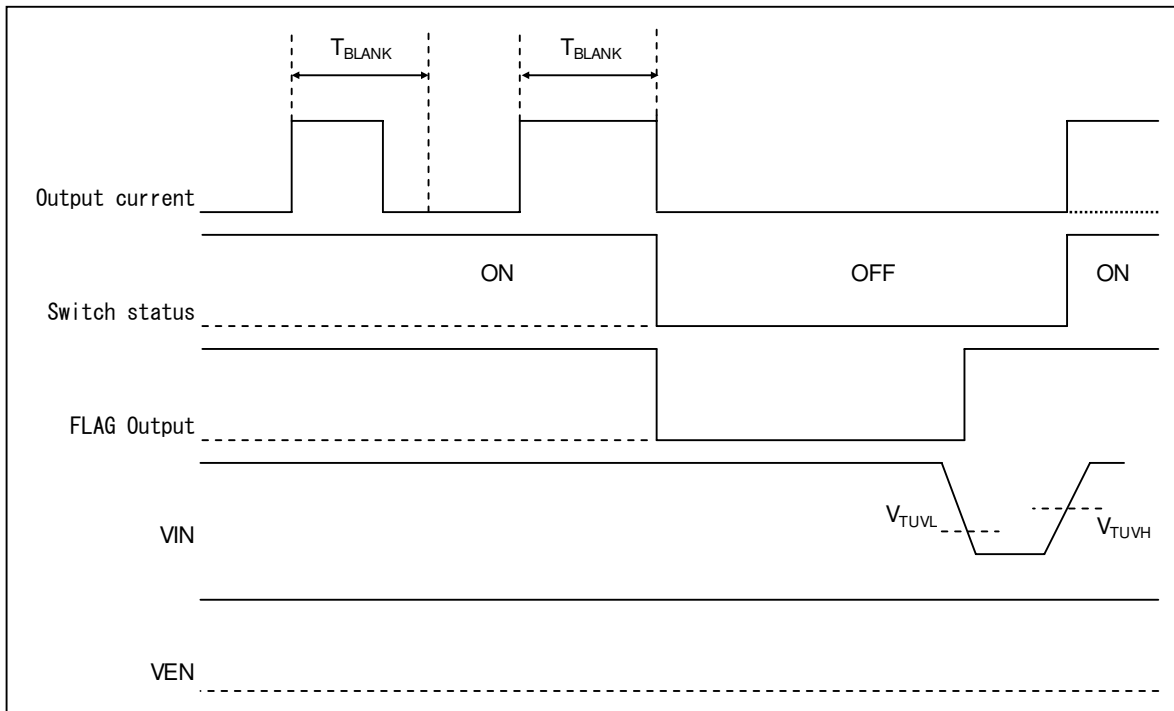 TBLANK TBLANK
Output current
ON OFF ON
Switch status
FLAG Output
VTUVL
VTUVH
VIN
VEN